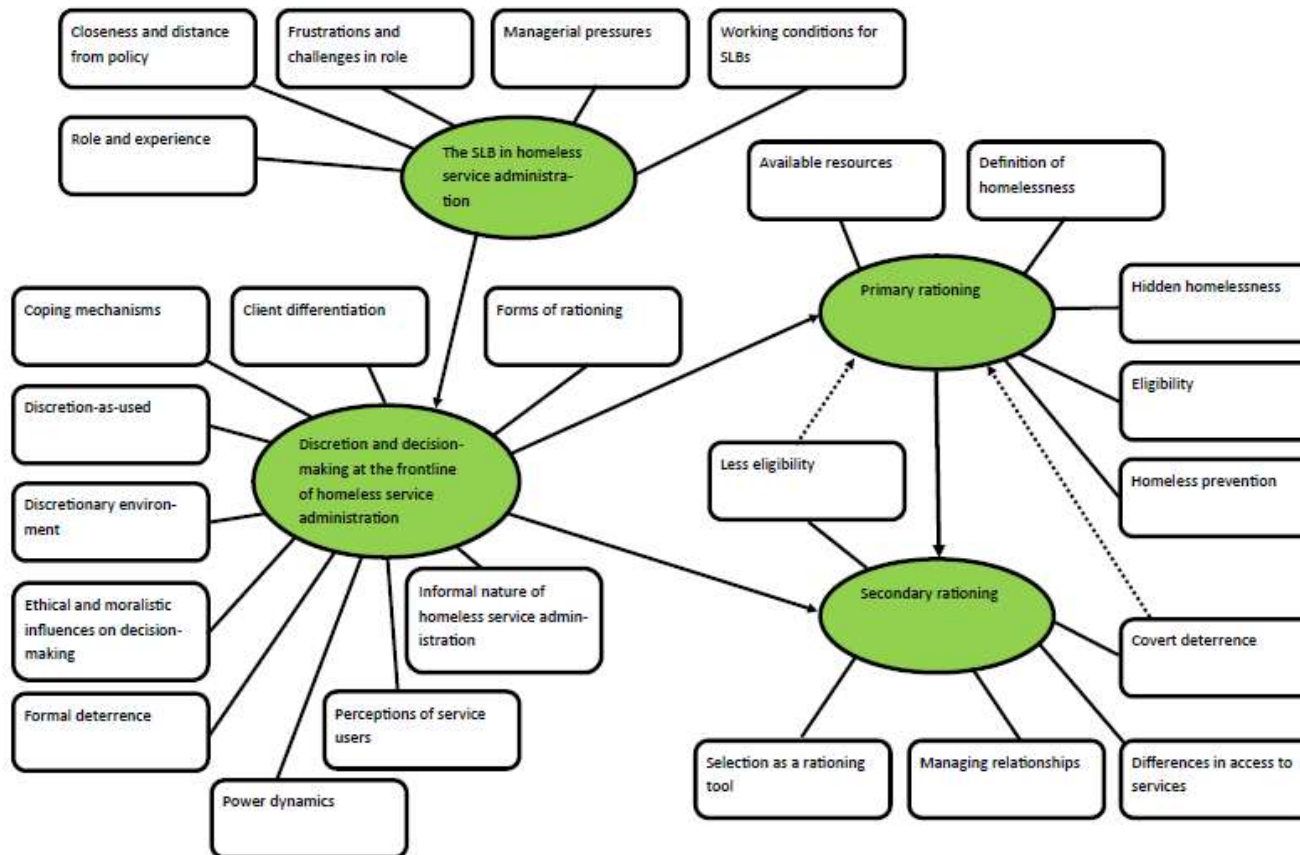 Closeness and distance
from policy
Frustrations and
challenges in role
Managerial pressures
Working conditions for
SLBs
Role and experience
The SLB in homeless
service administra-
tion
Available resources
Definition of
homelessness
Primary rationing
Hidden homelessness
Eligibility
Homeless prevention
Coping mechanisms
Client differentiation
Forms of rationing
Discretion-as-used
Discretionary environ-
ment
Ethical and moralistic
influences on decision-
making
Formal deterrence
Discretion and decision-
making at the frontline
of homeless service
administration
Informal nature of
homeless service admin-
istration
Perceptions of service
users
Power dynamics
Less eligibility
Secondary rationing
Covert deterrence
Selection as a rationing
tool
Managing relationships
Differences in access to
services